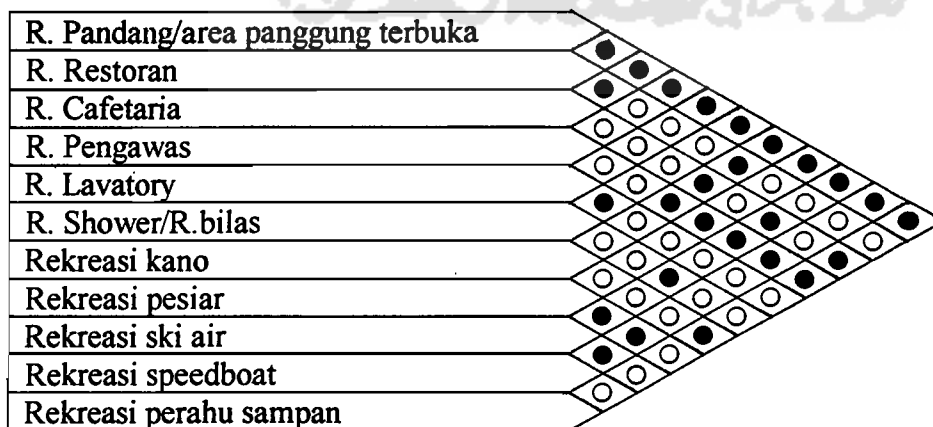 R. Pandang/area panggung terbuka
R. Restoran
R. Cafetaria
R. Pengawas
R. Lavatory
R. Shower/R.bilas
Rekreasi kano
Rekreasi pesiar
Rekreasi ski air
Rekreasi speedboat
Rekreasi perahu sampan